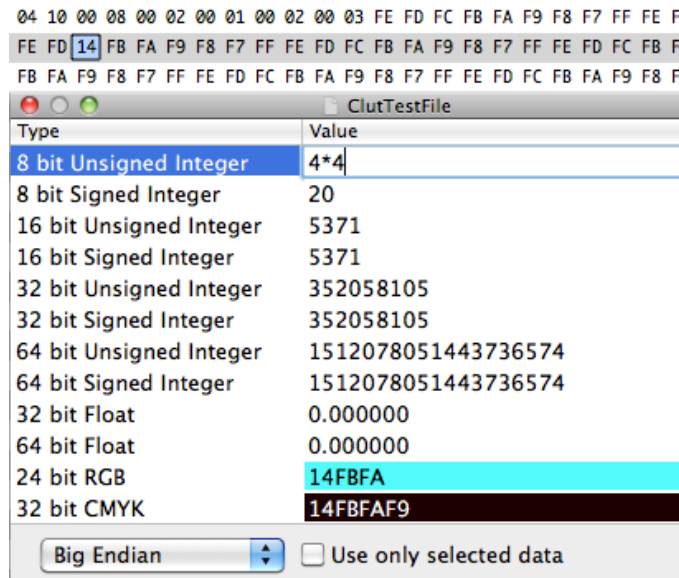 04 10 00 08 00 02 00 01 00 02 00 03 FE FD FC FB FA F9 F8 F7 FF FE F
FE FD 14 FB FA F9 F8 F7 FF FE FD FC FB FA F9 F8 F7 FF FE FD FC FB F
FB FA F9 F8 F7 FF FE FD FC FB FA F9 F8 F7 FF FE FD FC FB FA F9 F8 F
ClutTestFile
Type Value
8 bit Unsigned Integer 4*4
8 bit Signed Integer 20
16 bit Unsigned Integer 5371
16 bit Signed Integer 5371
32 bit Unsigned Integer 352058105
32 bit Signed Integer 352058105
64 bit Unsigned Integer 1512078051443736574
64 bit Signed Integer 1512078051443736574
32 bit Float 0.000000
64 bit Float 0.000000
24 bit RGB 14FBFA
32 bit CMYK 14FBFAF9
Big Endian Use only selected data